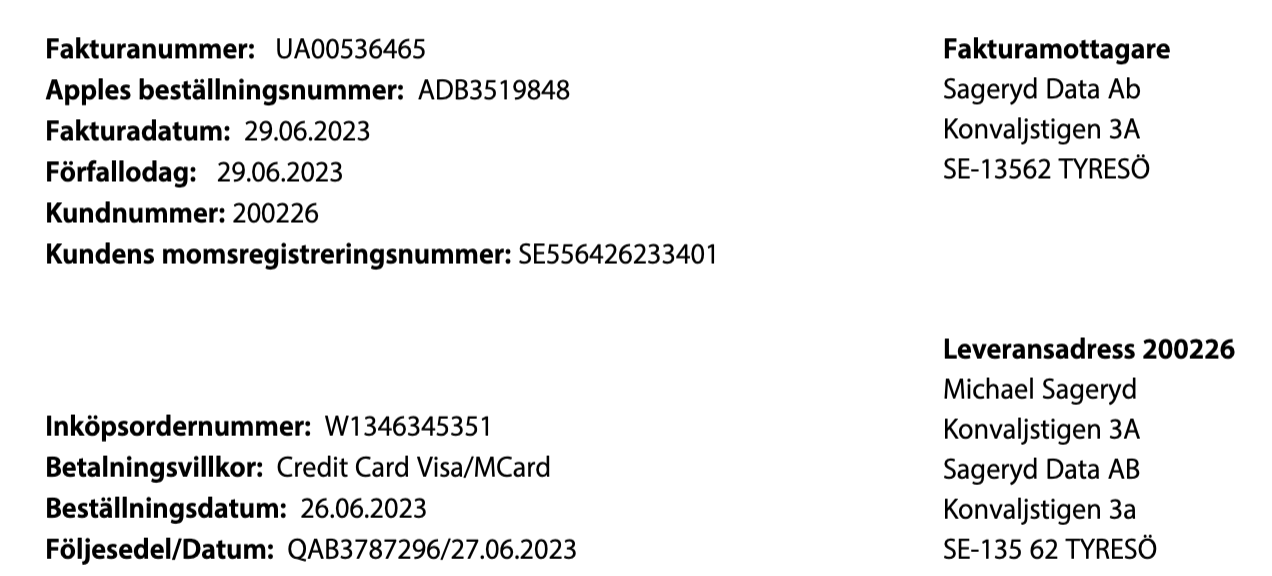 Fakturanummer: UA00536465
Apples beställningsnummer: ADB3519848
Fakturadatum: 29.06.2023
Förfallodag: 29.06.2023
Kundnummer: 200226
Kundens momsregistreringsnummer: SE556426233401
Fakturamottagare
Sageryd Data Ab
Konvaljstigen 3A
SE-13562 TYRESÖ
Inköpsordernummer: W1346345351
Betalningsvillkor: Credit Card Visa/MCard
Beställningsdatum: 26.06.2023
Följesedel/Datum: QAB3787296/27.06.2023
Leveransadress 200226
Michael Sageryd
Konvaljstigen 3A
Sageryd Data AB
Konvaljstigen 3a
SE-135 62 TYRESÖ